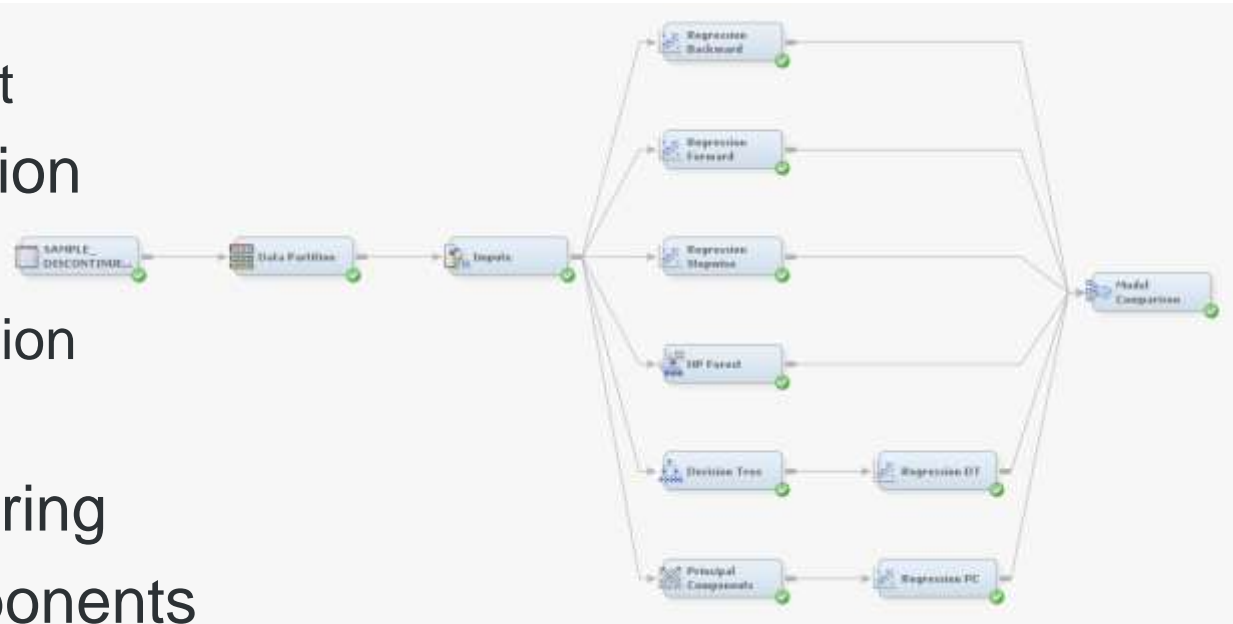 t
ion
ion
ring
onents
SAMPLE_
DISCONTINUE...
Data Partition
Impute
Regression
Backward
Regression
Forward
Regression
Stepwise
HP Forest
Decision Tree
Regression DT
Principal
Components
Regression PC
Model
Comparison